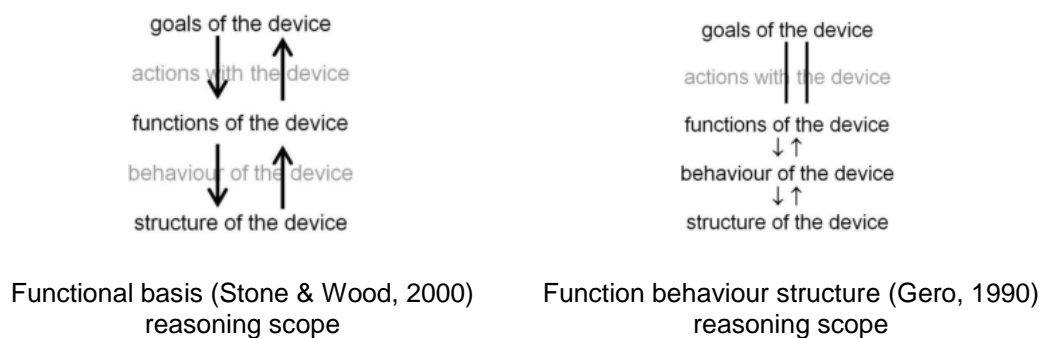 goals of the device
actions with the device
functions of the device
behaviour of the device
structure of the device
Functional basis (Stone & Wood, 2000)
reasoning scope
goals of the device
actions with the device
functions of the device
↓↑
behaviour of the device
↓↑
structure of the device
Function behaviour structure (Gero, 1990)
reasoning scope